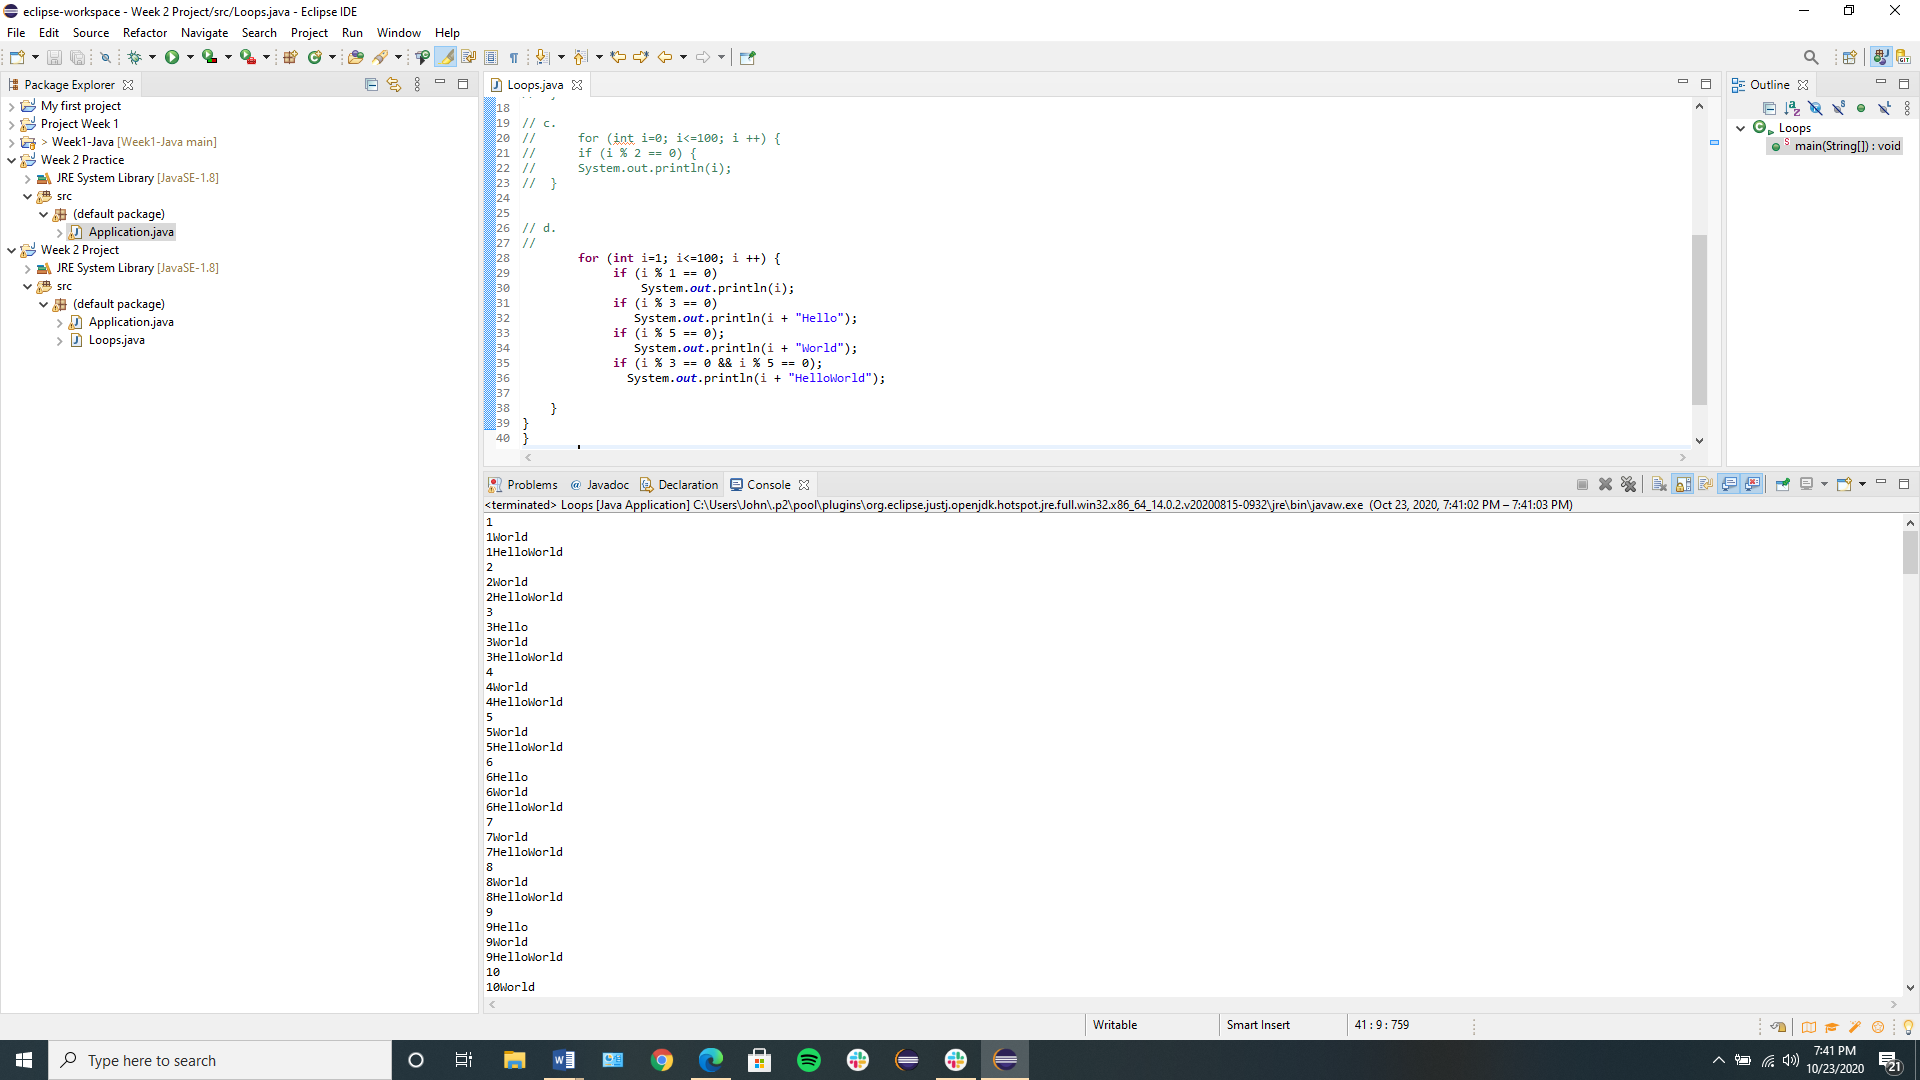 eclipse-workspace - Week 2 Project/src/Loops.java - Eclipse IDE
File Edit Source Refactor Navigate Search Project Run Window Help
Package Explorer
My first project
Project Week 1
> Week1-Java [Week1-Java main]
Week 2 Practice
JRE System Library [JavaSE-1.8]
src
(default package)
Application.java
Week 2 Project
JRE System Library [JavaSE-1.8]
src
(default package)
Application.java
Loops.java
Loops.java
18
19 // c.
20 // for (int i=0; i<=100; i ++) {
21 // if (i % 2 == 0) {
22 // System.out.println(i);
23 // }
24
25
26 // d.
27 //
28 for (int i=1; i<=100; i ++) {
29 if (i % 1 == 0)
30 System.out.println(i);
31 if (i % 3 == 0)
32 System.out.println(i + "Hello");
33 if (i % 5 == 0);
34 System.out.println(i + "World");
35 if (i % 3 == 0 && i % 5 == 0);
36 System.out.println(i + "HelloWorld");
37
38 }
39 }
40 }
Outline
Loops
main(String[]) : void
Problems @ Javadoc Declaration Console
<terminated> Loops [Java Application] C:\Users\John\.p2\pool\plugins\org.eclipse.justj.openjdk.hotspot.jre.full.win32.x86_64_14.0.2.v20200815-0932\jre\bin\javaw.exe (Oct 23, 2020, 7:41:02 PM – 7:41:03 PM)
1
1World
1HelloWorld
2
2World
2HelloWorld
3
3Hello
3World
3HelloWorld
4
4World
4HelloWorld
5
5World
5HelloWorld
6
6Hello
6World
6HelloWorld
7
7World
7HelloWorld
8
8World
8HelloWorld
9
9Hello
9World
9HelloWorld
10
10World
Writable Smart Insert 41 : 9 : 759
Type here to search
7:41 PM
10/23/2020
21